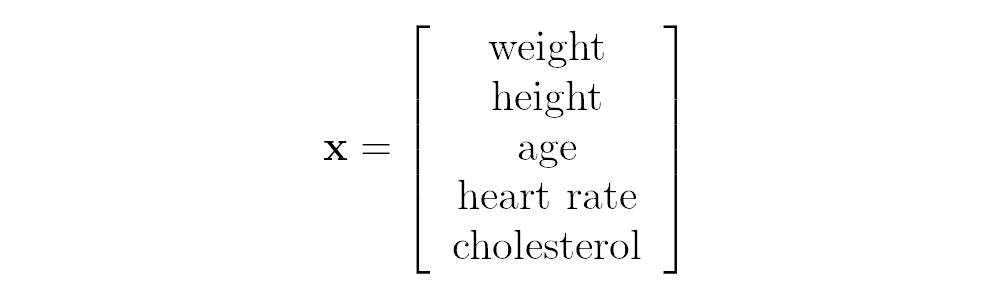 weight
height
x = age
heart rate
cholesterol